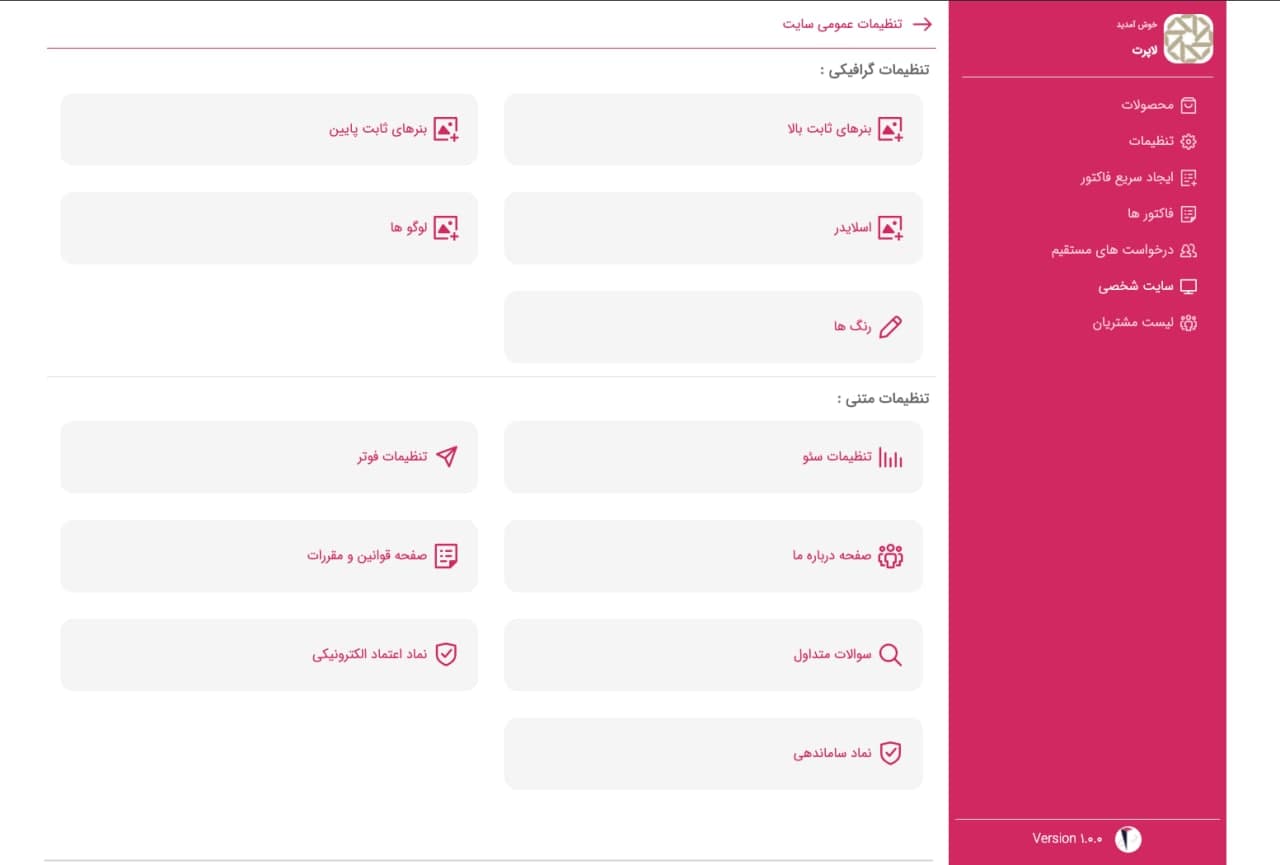 خوش آمدید
لاپرت
محصولات
تنظیمات
ایجاد سریع فاکتور
فاکتور ها
درخواست های مستقیم
سایت شخصی
لیست مشتریان
Version ۱.۰.۰
تنظیمات عمومی سایت
تنظیمات گرافیکی :
بنرهای ثابت بالا
بنرهای ثابت پایین
اسلایدر
لوگو ها
رنگ ها
تنظیمات متنی :
تنظیمات سئو
تنظیمات فوتر
صفحه درباره ما
صفحه قوانین و مقررات
سوالات متداول
نماد اعتماد الکترونیکی
نماد ساماندهی